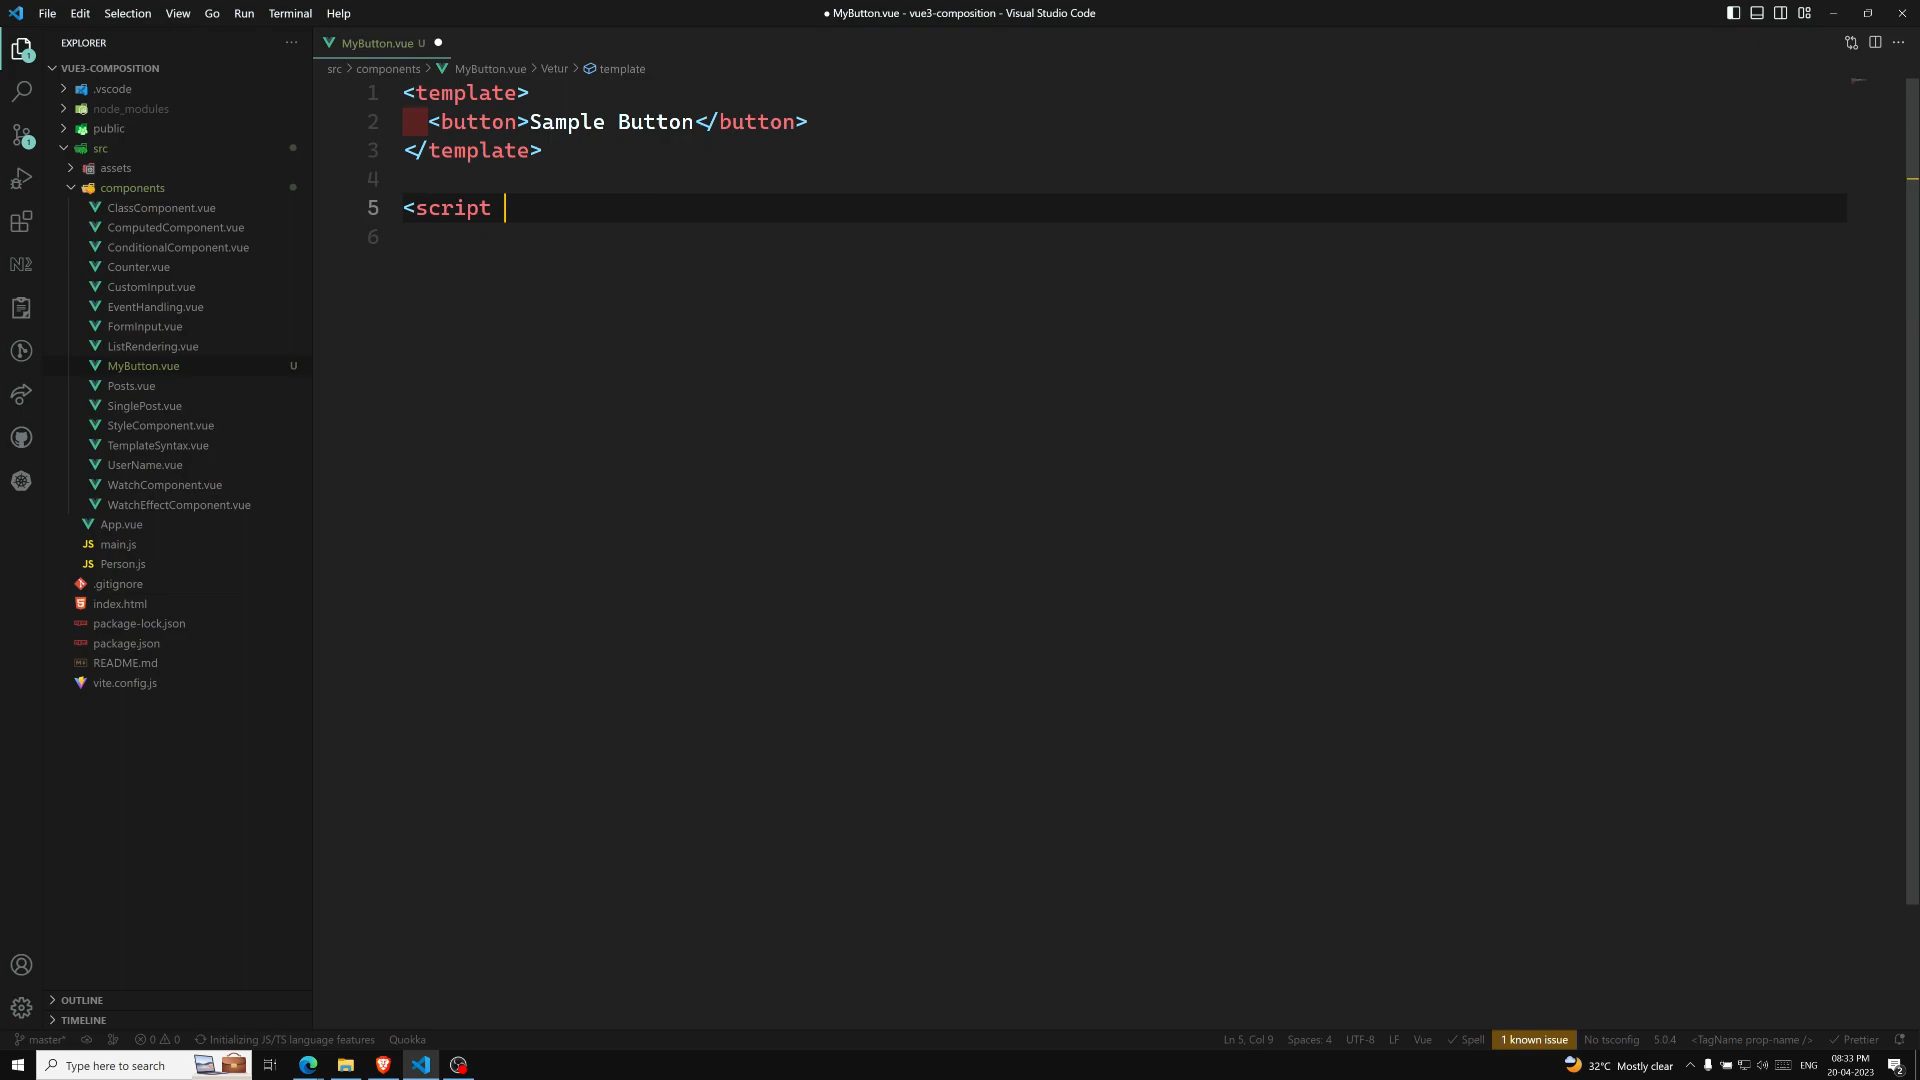 File Edit Selection View Go Run Terminal Help
● MyButton.vue - vue3-composition - Visual Studio Code
EXPLORER
VUE3-COMPOSITION
.vscode
node_modules
public
src
assets
components
ClassComponent.vue
ComputedComponent.vue
ConditionalComponent.vue
Counter.vue
CustomInput.vue
EventHandling.vue
FormInput.vue
ListRendering.vue
MyButton.vue U
Posts.vue
SinglePost.vue
StyleComponent.vue
TemplateSyntax.vue
UserName.vue
WatchComponent.vue
WatchEffectComponent.vue
App.vue
JS main.js
JS Person.js
.gitignore
index.html
package-lock.json
package.json
README.md
vite.config.js
OUTLINE
TIMELINE
MyButton.vue U ●
src > components > MyButton.vue > Vetur > template
1 <template>
2 <button>Sample Button</button>
3 </template>
4
5 <script
6
master* 0 0 Initializing JS/TS language features Quokka
Ln 5, Col 9 Spaces: 4 UTF-8 LF Vue Spell 1 known issue No tsconfig 5.0.4 <TagName prop-name /> Prettier
Type here to search
32°C Mostly clear ENG
08:33 PM
20-04-2023
2